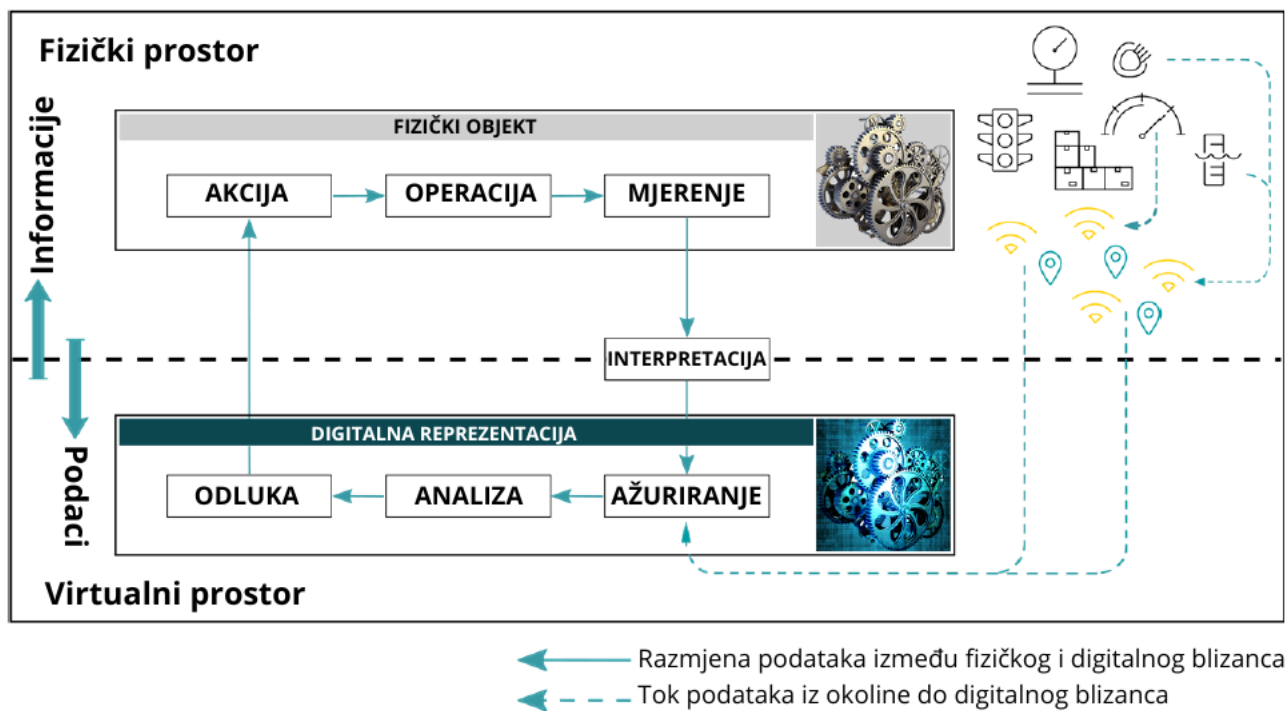 Fizički prostor
Informacije
FIZIČKI OBJEKT
AKCIJA
OPERACIJA
MJERENJE
INTERPRETACIJA
Podaci
DIGITALNA REPREZENTACIJA
ODLUKA
ANALIZA
AŽURIRANJE
Virtualni prostor
Razmjena podataka između fizičkog i digitalnog blizanca
Tok podataka iz okoline do digitalnog blizanca